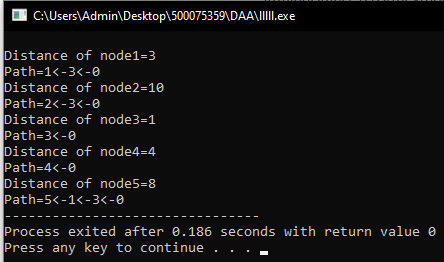 C:\Users\Admin\Desktop\500075359\DAA\lllll.exe
Distance of node1=3
Path=1<-3<-0
Distance of node2=10
Path=2<-3<-0
Distance of node3=1
Path=3<-0
Distance of node4=4
Path=4<-0
Distance of node5=8
Path=5<-1<-3<-0
--------------------------------
Process exited after 0.186 seconds with return value 0
Press any key to continue . . .